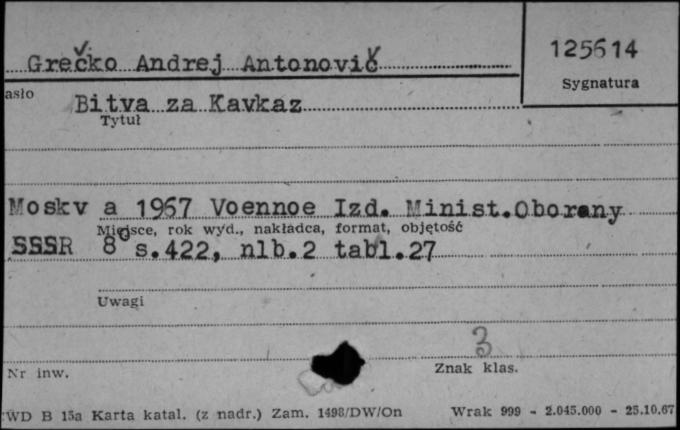 Grečko Andrej Antonovič
125614
Sygnatura
asło
Bitva za Kavkaz
Tytuł
Moskv a 1967 Voennoe Izd. Minist.Oborony
Miejsce, rok wyd., nakładca, format, objętość
SSSR 8° s.422, nlb.2 tabl.27
Uwagi
3
Nr inw.
Znak klas.
WD B 15a Karta katal. (z nadr.) Zam. 1498/DW/On Wrak 999 - 2.045.000 - 25.10.67